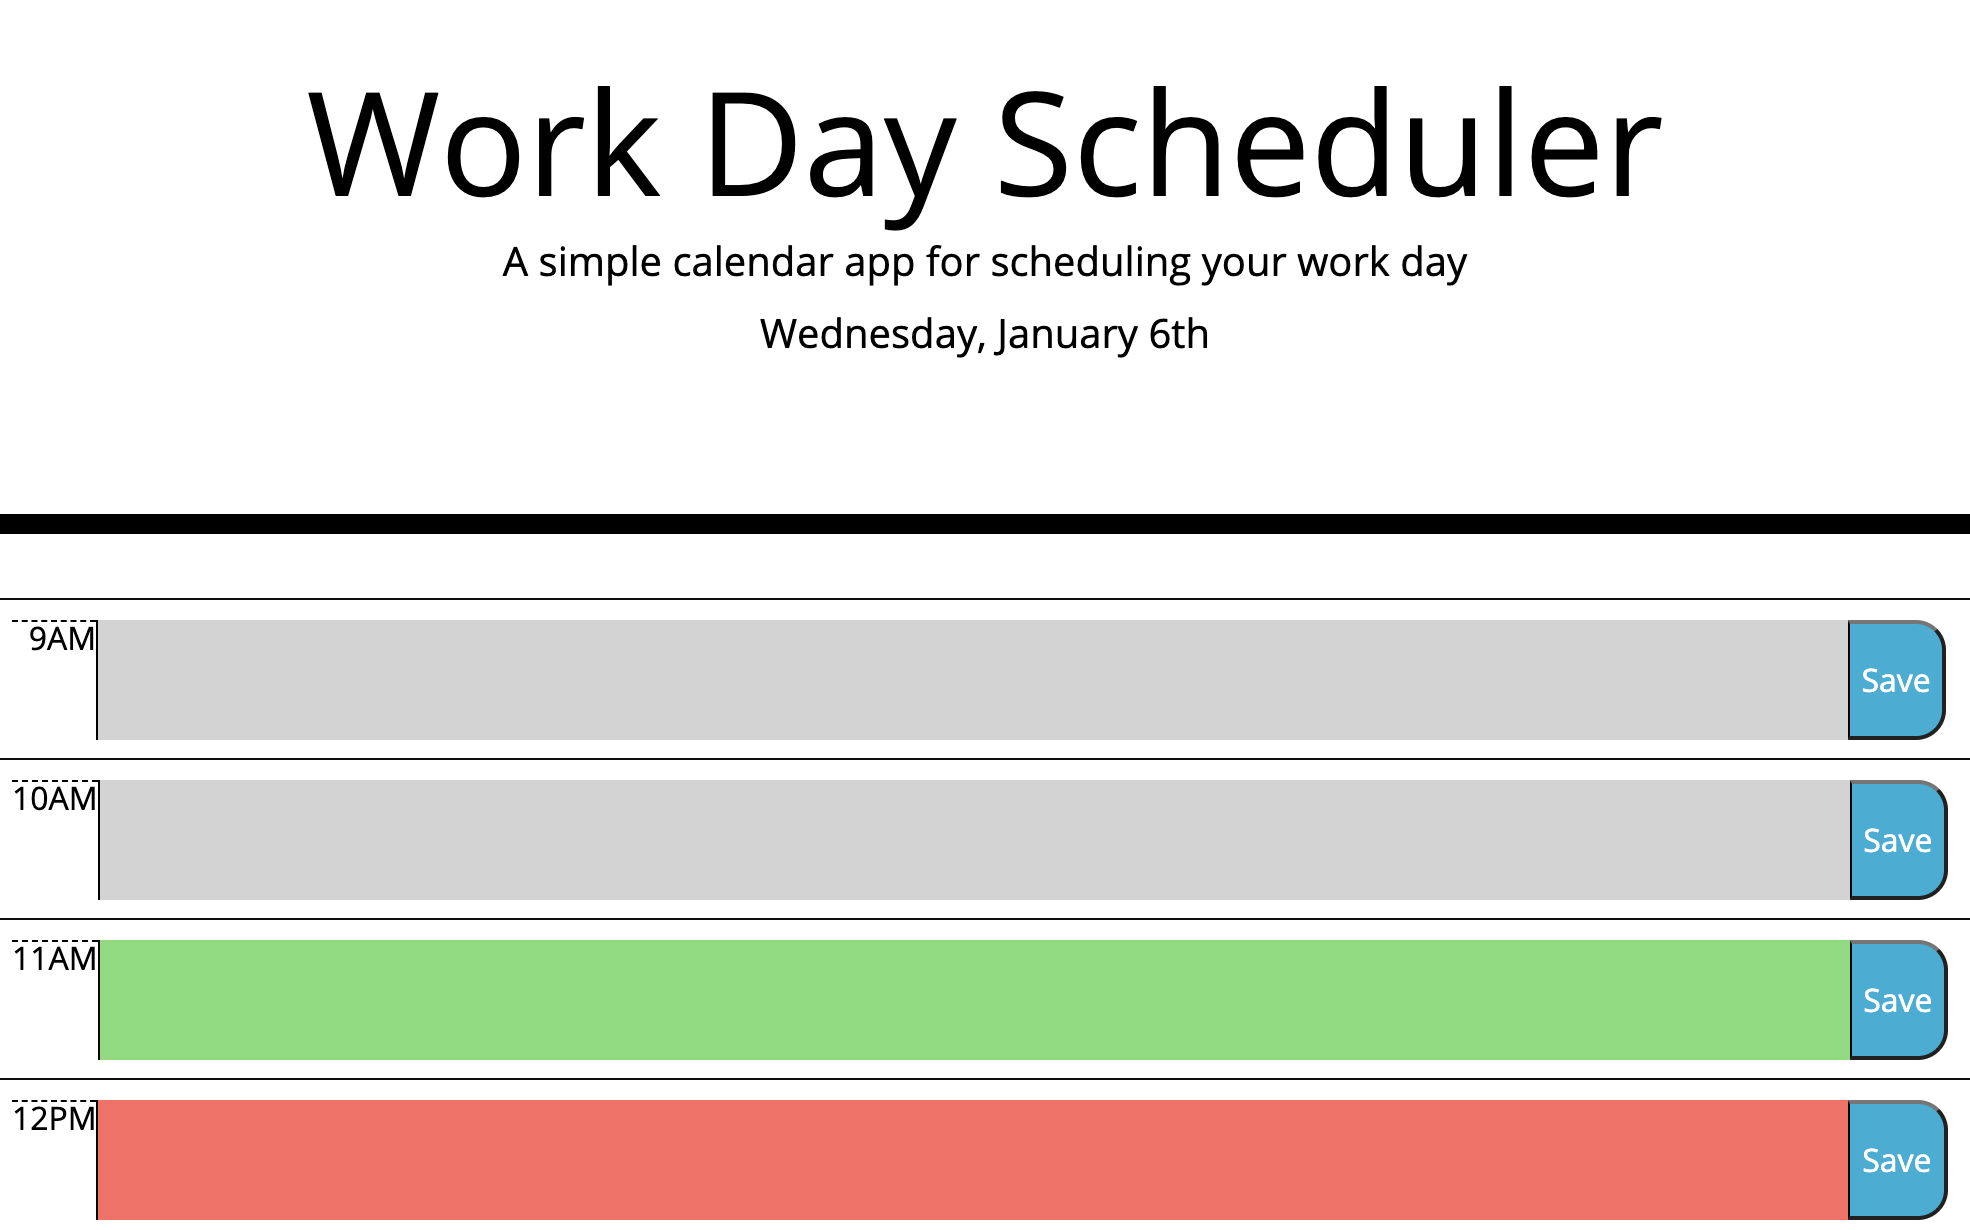 Work Day Scheduler
A simple calendar app for scheduling your work day
Wednesday, January 6th
9AM Save
10AM Save
11AM Save
12PM Save